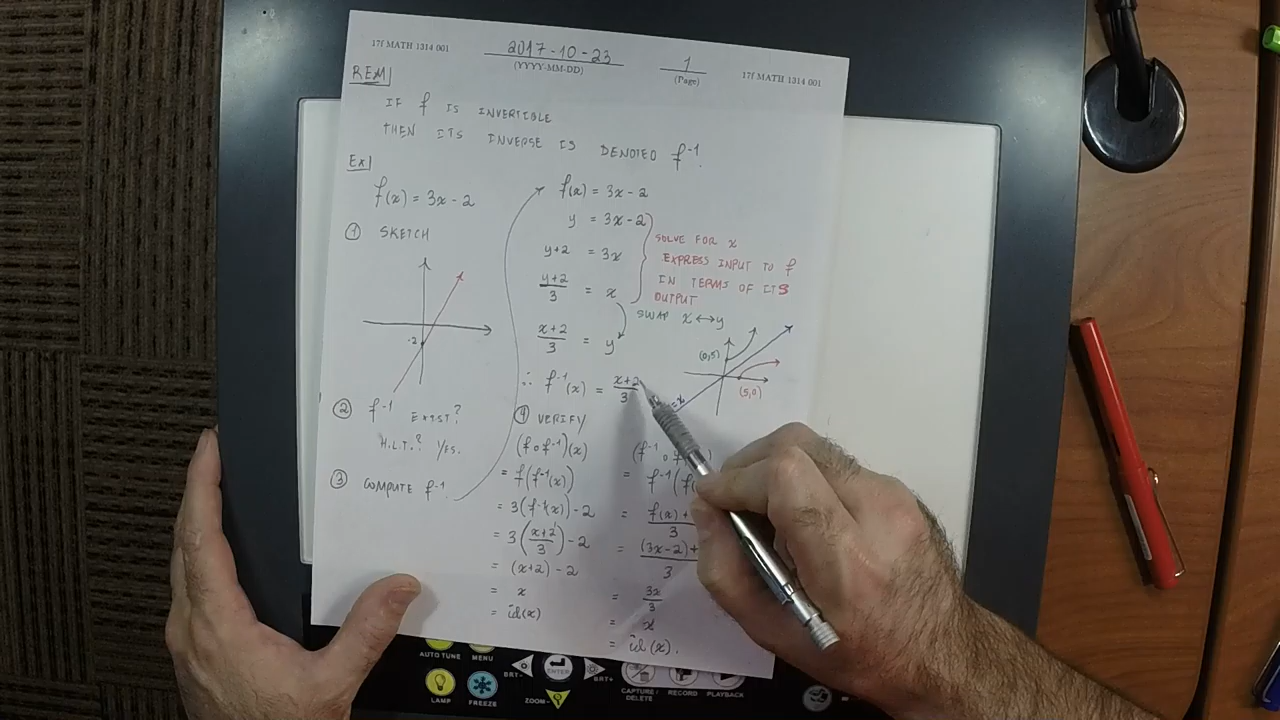 17f MATH 1314 001
2017-10-23
(YYYY-MM-DD)
1
(Page)
17f MATH 1314 001
REM
IF f IS INVERTIBLE
THEN ITS INVERSE IS DENOTED f⁻¹.
EX
f(x) = 3x - 2
① SKETCH
-2
② f⁻¹ EXIST?
H.L.T.? YES.
③ COMPUTE f⁻¹.
f(x) = 3x - 2
y = 3x - 2
y+2 = 3x
y+2/3 = x
x+2/3 = y
∴ f⁻¹(x) = x+2/3
SOLVE FOR x
EXPRESS INPUT TO f
IN TERMS OF ITS
OUTPUT
SWAP x ↔ y
(0,5)
(5,0)
=x
④ VERIFY
(f∘f⁻¹)(x)
= f(f⁻¹(x))
= 3(f⁻¹(x)) - 2
= 3(x+2/3) - 2
= (x+2) - 2
= x
= id(x)
(f⁻¹∘
= f⁻¹(f
= f(x)+ /3
= (3x-2)+ /3
= 3x/3
= x
= id(x).
AUTO TUNE
MENU
BRT-
ENTER
BRT+
CAPTURE /
DELETE
RECORD
PLAYBACK
LAMP
FREEZE
ZOOM-